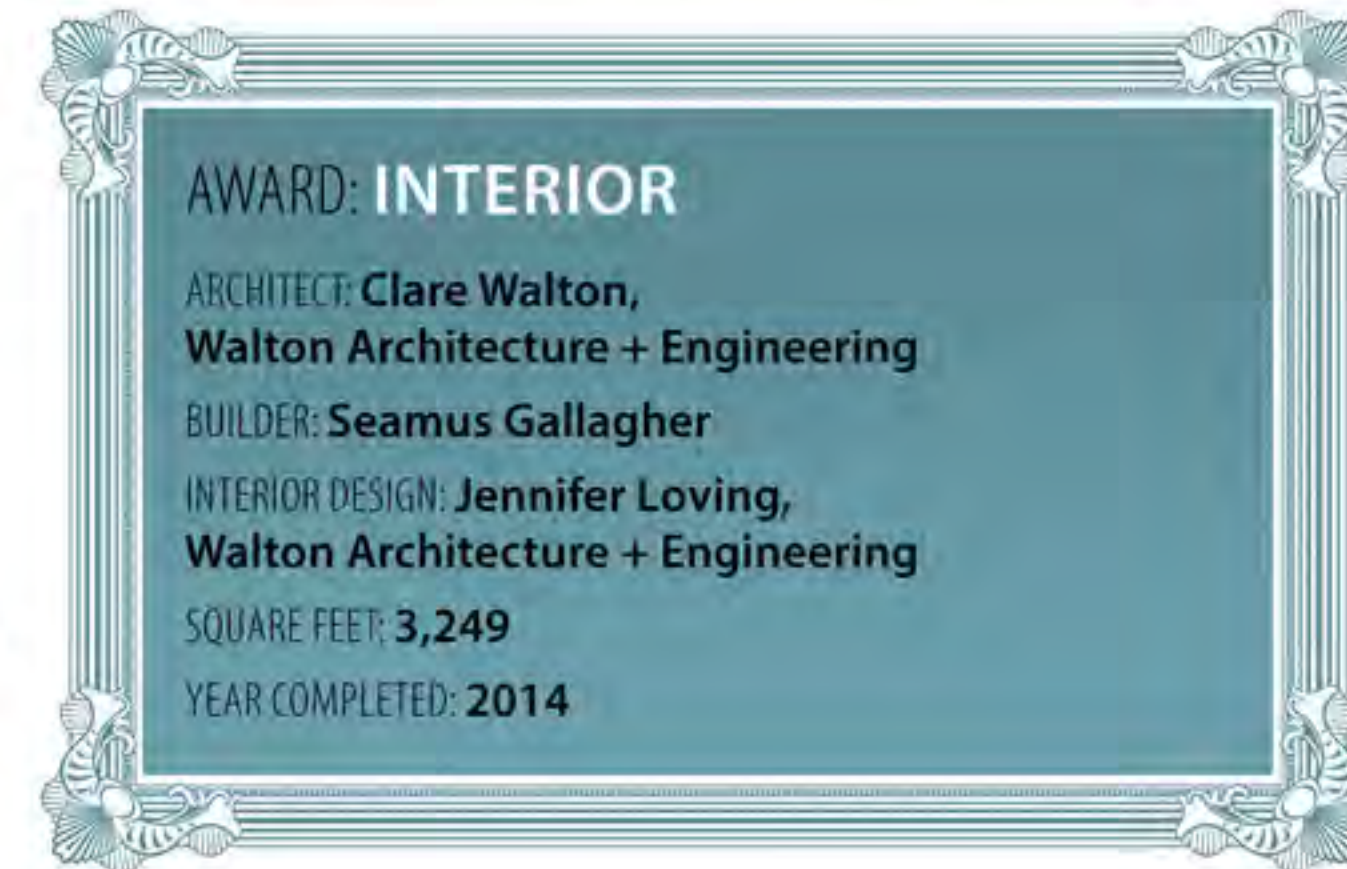 AWARD: INTERIOR
ARCHITECT: Clare Walton,
Walton Architecture + Engineering
BUILDER: Seamus Gallagher
INTERIOR DESIGN: Jennifer Loving,
Walton Architecture + Engineering
SQUARE FEET: 3,249
YEAR COMPLETED: 2014